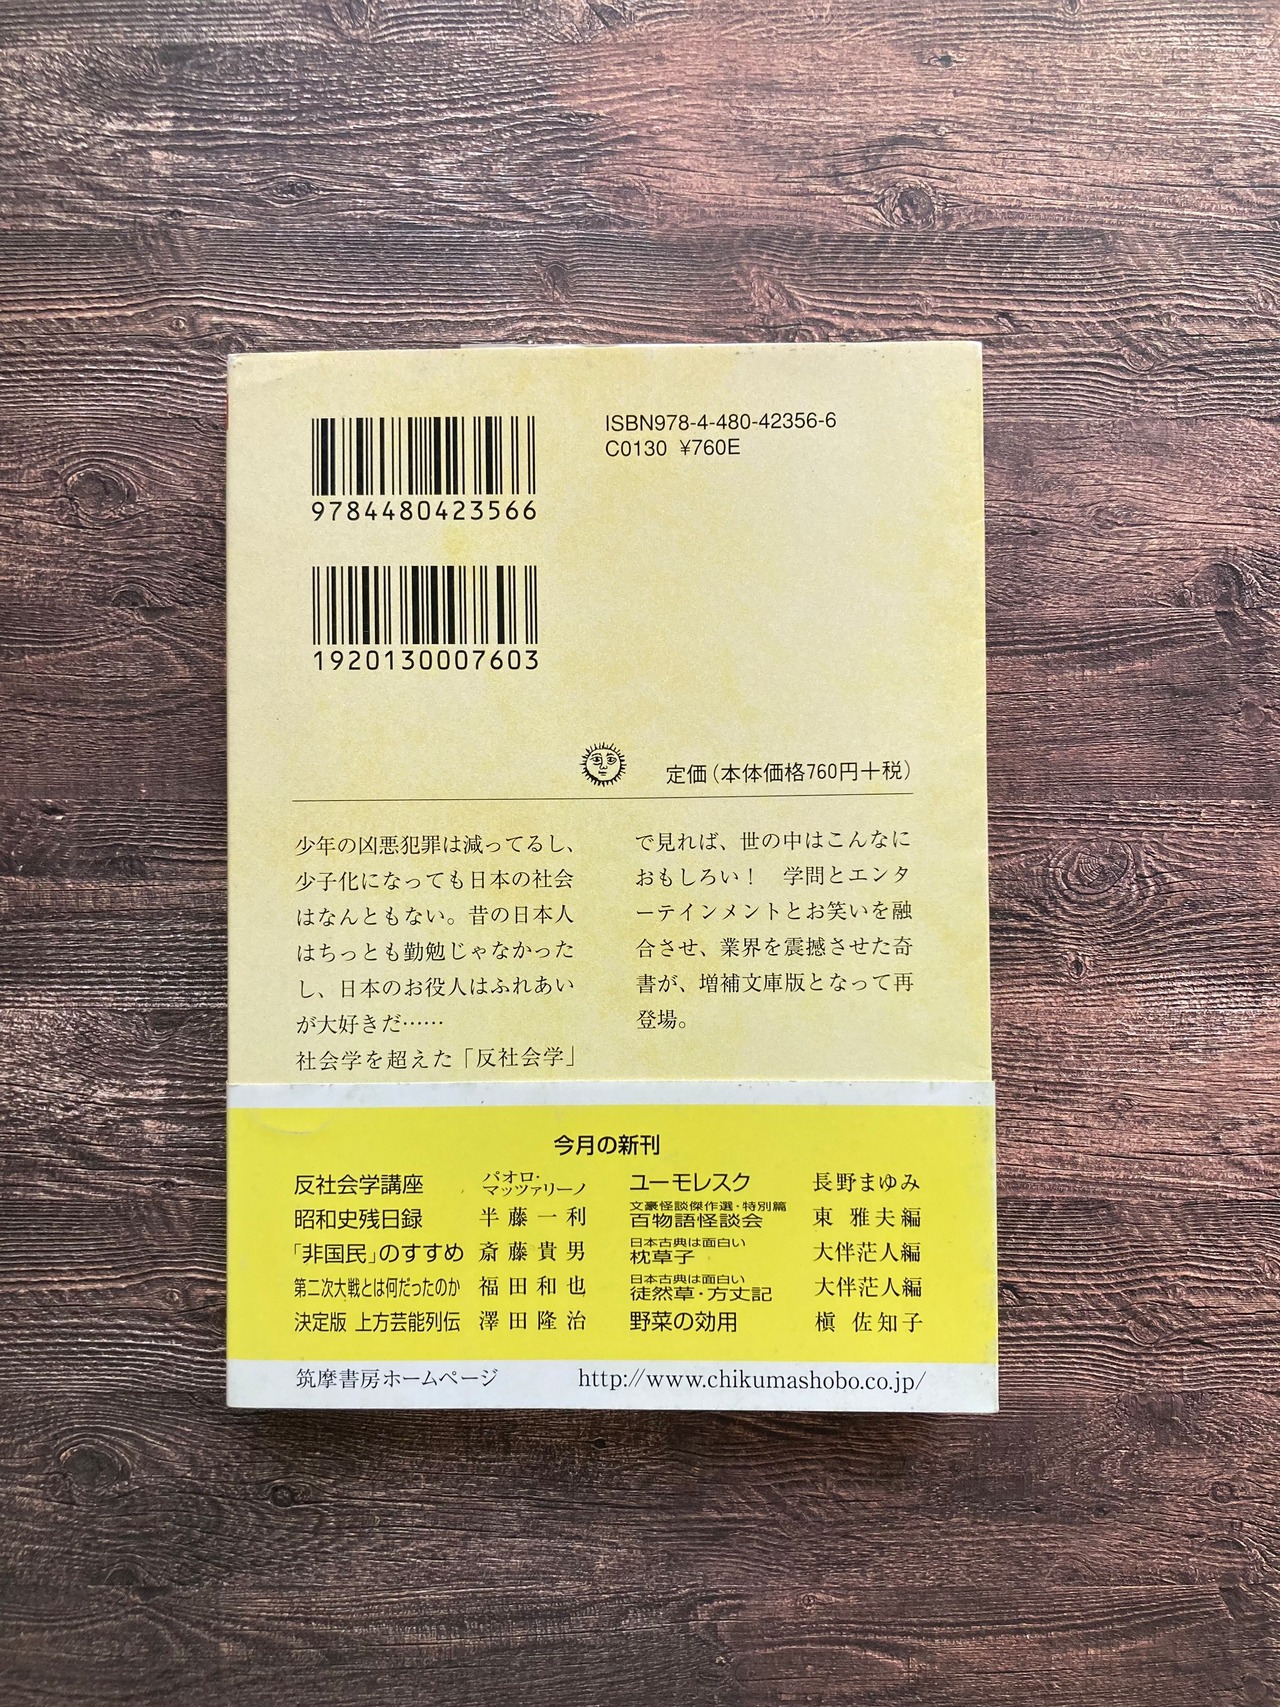 9784480423566
ISBN978-4-480-42356-6
C0130 ¥760E
1920130007603
定価（本体価格760円＋税）
少年の凶悪犯罪は減ってるし、
少子化になっても日本の社会
はなんともない。昔の日本人
はちっとも勤勉じゃなかった
し、日本のお役人はふれあい
が大好きだ……
社会学を超えた「反社会学」
で見れば、世の中はこんなに
おもしろい！　学問とエンタ
ーテインメントとお笑いを融
合させ、業界を震撼させた奇
書が、増補文庫版となって再
登場。
今月の新刊
反社会学講座 パオロ・マッツァリーノ
昭和史残日録 半藤一利
「非国民」のすすめ 斎藤貴男
第二次大戦とは何だったのか 福田和也
決定版 上方芸能列伝 澤田隆治
ユーモレスク 長野まゆみ
文豪怪談傑作選・特別篇
百物語怪談会 東 雅夫編
日本古典は面白い
枕草子 大伴茫人編
日本古典は面白い
徒然草・方丈記 大伴茫人編
野菜の効用 槇 佐知子
筑摩書房ホームページ http://www.chikumashobo.co.jp/